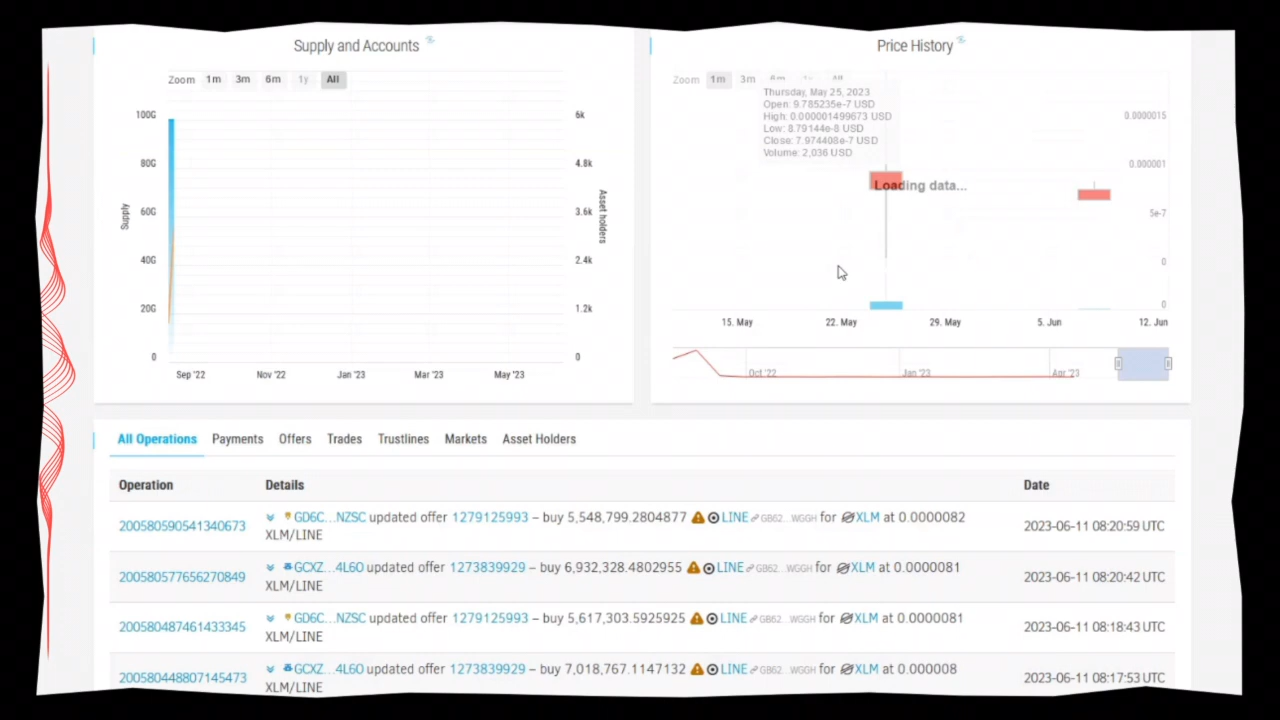 Supply and Accounts
Price History
Zoom 1m 3m 6m 1y All
Zoom 1m 3m 6m 1y All
Thursday, May 25, 2023
Open: 9.785235e-7 USD
High: 0.000001499673 USD
Low: 8.79144e-8 USD
Close: 7.974408e-7 USD
Volume: 2,036 USD
Loading data...
100G
80G
60G
40G
20G
0
Supply
6k
4.8k
3.6k
2.4k
1.2k
0
Asset holders
Sep '22 Nov '22 Jan '23 Mar '23 May '23
0.0000015
0.000001
5e-7
0
0
15. May 22. May 29. May 5. Jun 12. Jun
Oct '22 Jan '23 Apr '23
All Operations Payments Offers Trades Trustlines Markets Asset Holders
Operation Details Date
200580590541340673 GD6C...NZSC updated offer 1279125993 – buy 5,548,799.2804877 LINE GB62...WGGH for XLM at 0.0000082 2023-06-11 08:20:59 UTC
XLM/LINE
200580577656270849 GCXZ...4L6O updated offer 1273839929 – buy 6,932,328.4802955 LINE GB62...WGGH for XLM at 0.0000081 2023-06-11 08:20:42 UTC
XLM/LINE
200580487461433345 GD6C...NZSC updated offer 1279125993 – buy 5,617,303.5925925 LINE GB62...WGGH for XLM at 0.0000081 2023-06-11 08:18:43 UTC
XLM/LINE
200580448807145473 GCXZ...4L6O updated offer 1273839929 – buy 7,018,767.1147132 LINE GB62...WGGH for XLM at 0.000008 2023-06-11 08:17:53 UTC
XLM/LINE